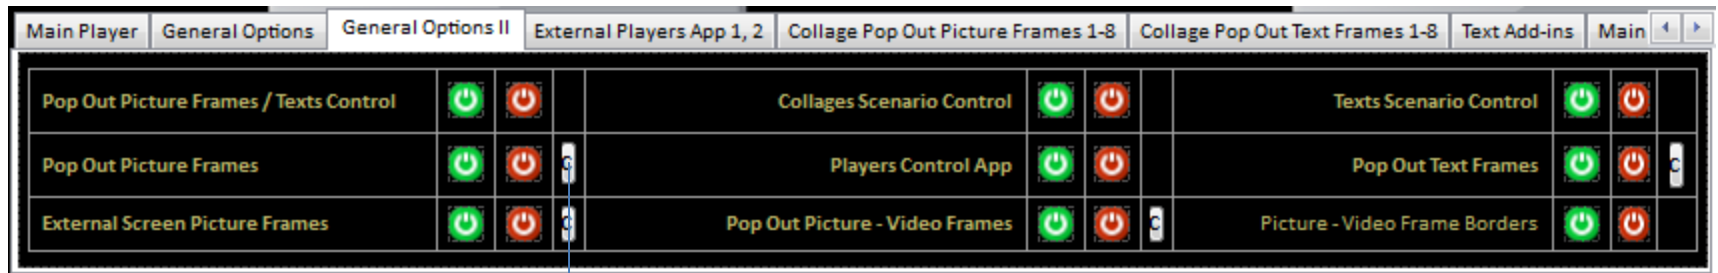 Main Player General Options General Options II External Players App 1, 2 Collage Pop Out Picture Frames 1-8 Collage Pop Out Text Frames 1-8 Text Add-ins Main
Pop Out Picture Frames / Texts Control Collages Scenario Control Texts Scenario Control
Pop Out Picture Frames C Players Control App Pop Out Text Frames C
External Screen Picture Frames C Pop Out Picture - Video Frames C Picture - Video Frame Borders